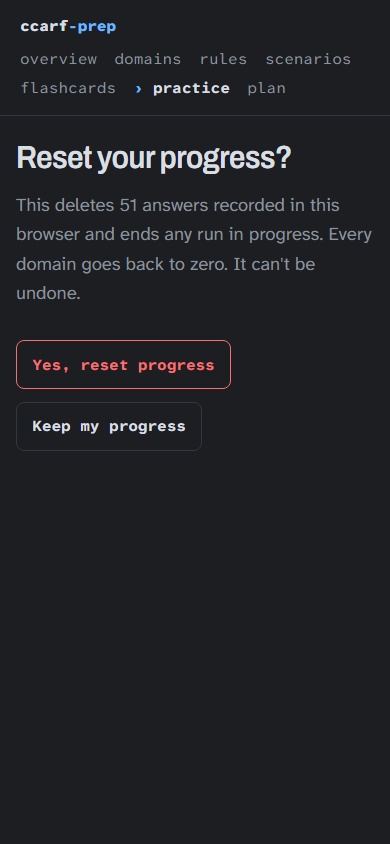 ccarf-prep
overview domains rules scenarios
flashcards › practice plan
Reset your progress?
This deletes 51 answers recorded in this
browser and ends any run in progress. Every
domain goes back to zero. It can't be
undone.
Yes, reset progress
Keep my progress